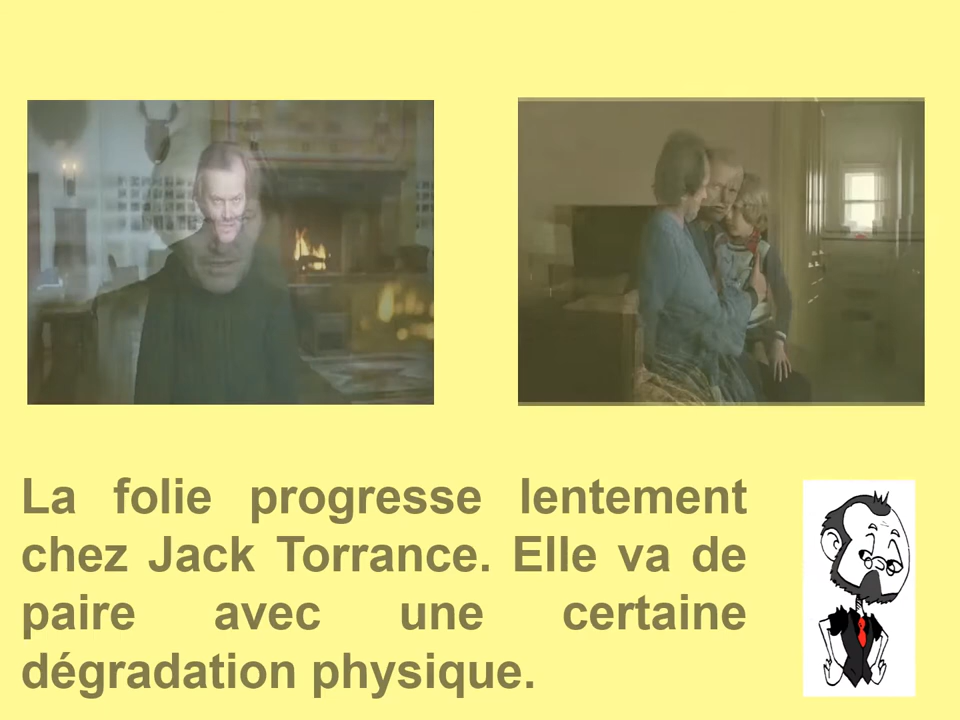 La folie progresse lentement
chez Jack Torrance. Elle va de
paire avec une certaine
dégradation physique.